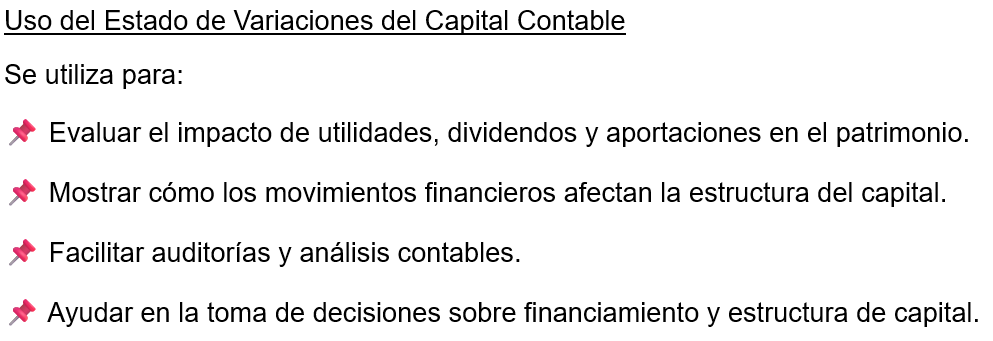 Uso del Estado de Variaciones del Capital Contable
Se utiliza para:
📌 Evaluar el impacto de utilidades, dividendos y aportaciones en el patrimonio.
📌 Mostrar cómo los movimientos financieros afectan la estructura del capital.
📌 Facilitar auditorías y análisis contables.
📌 Ayudar en la toma de decisiones sobre financiamiento y estructura de capital.